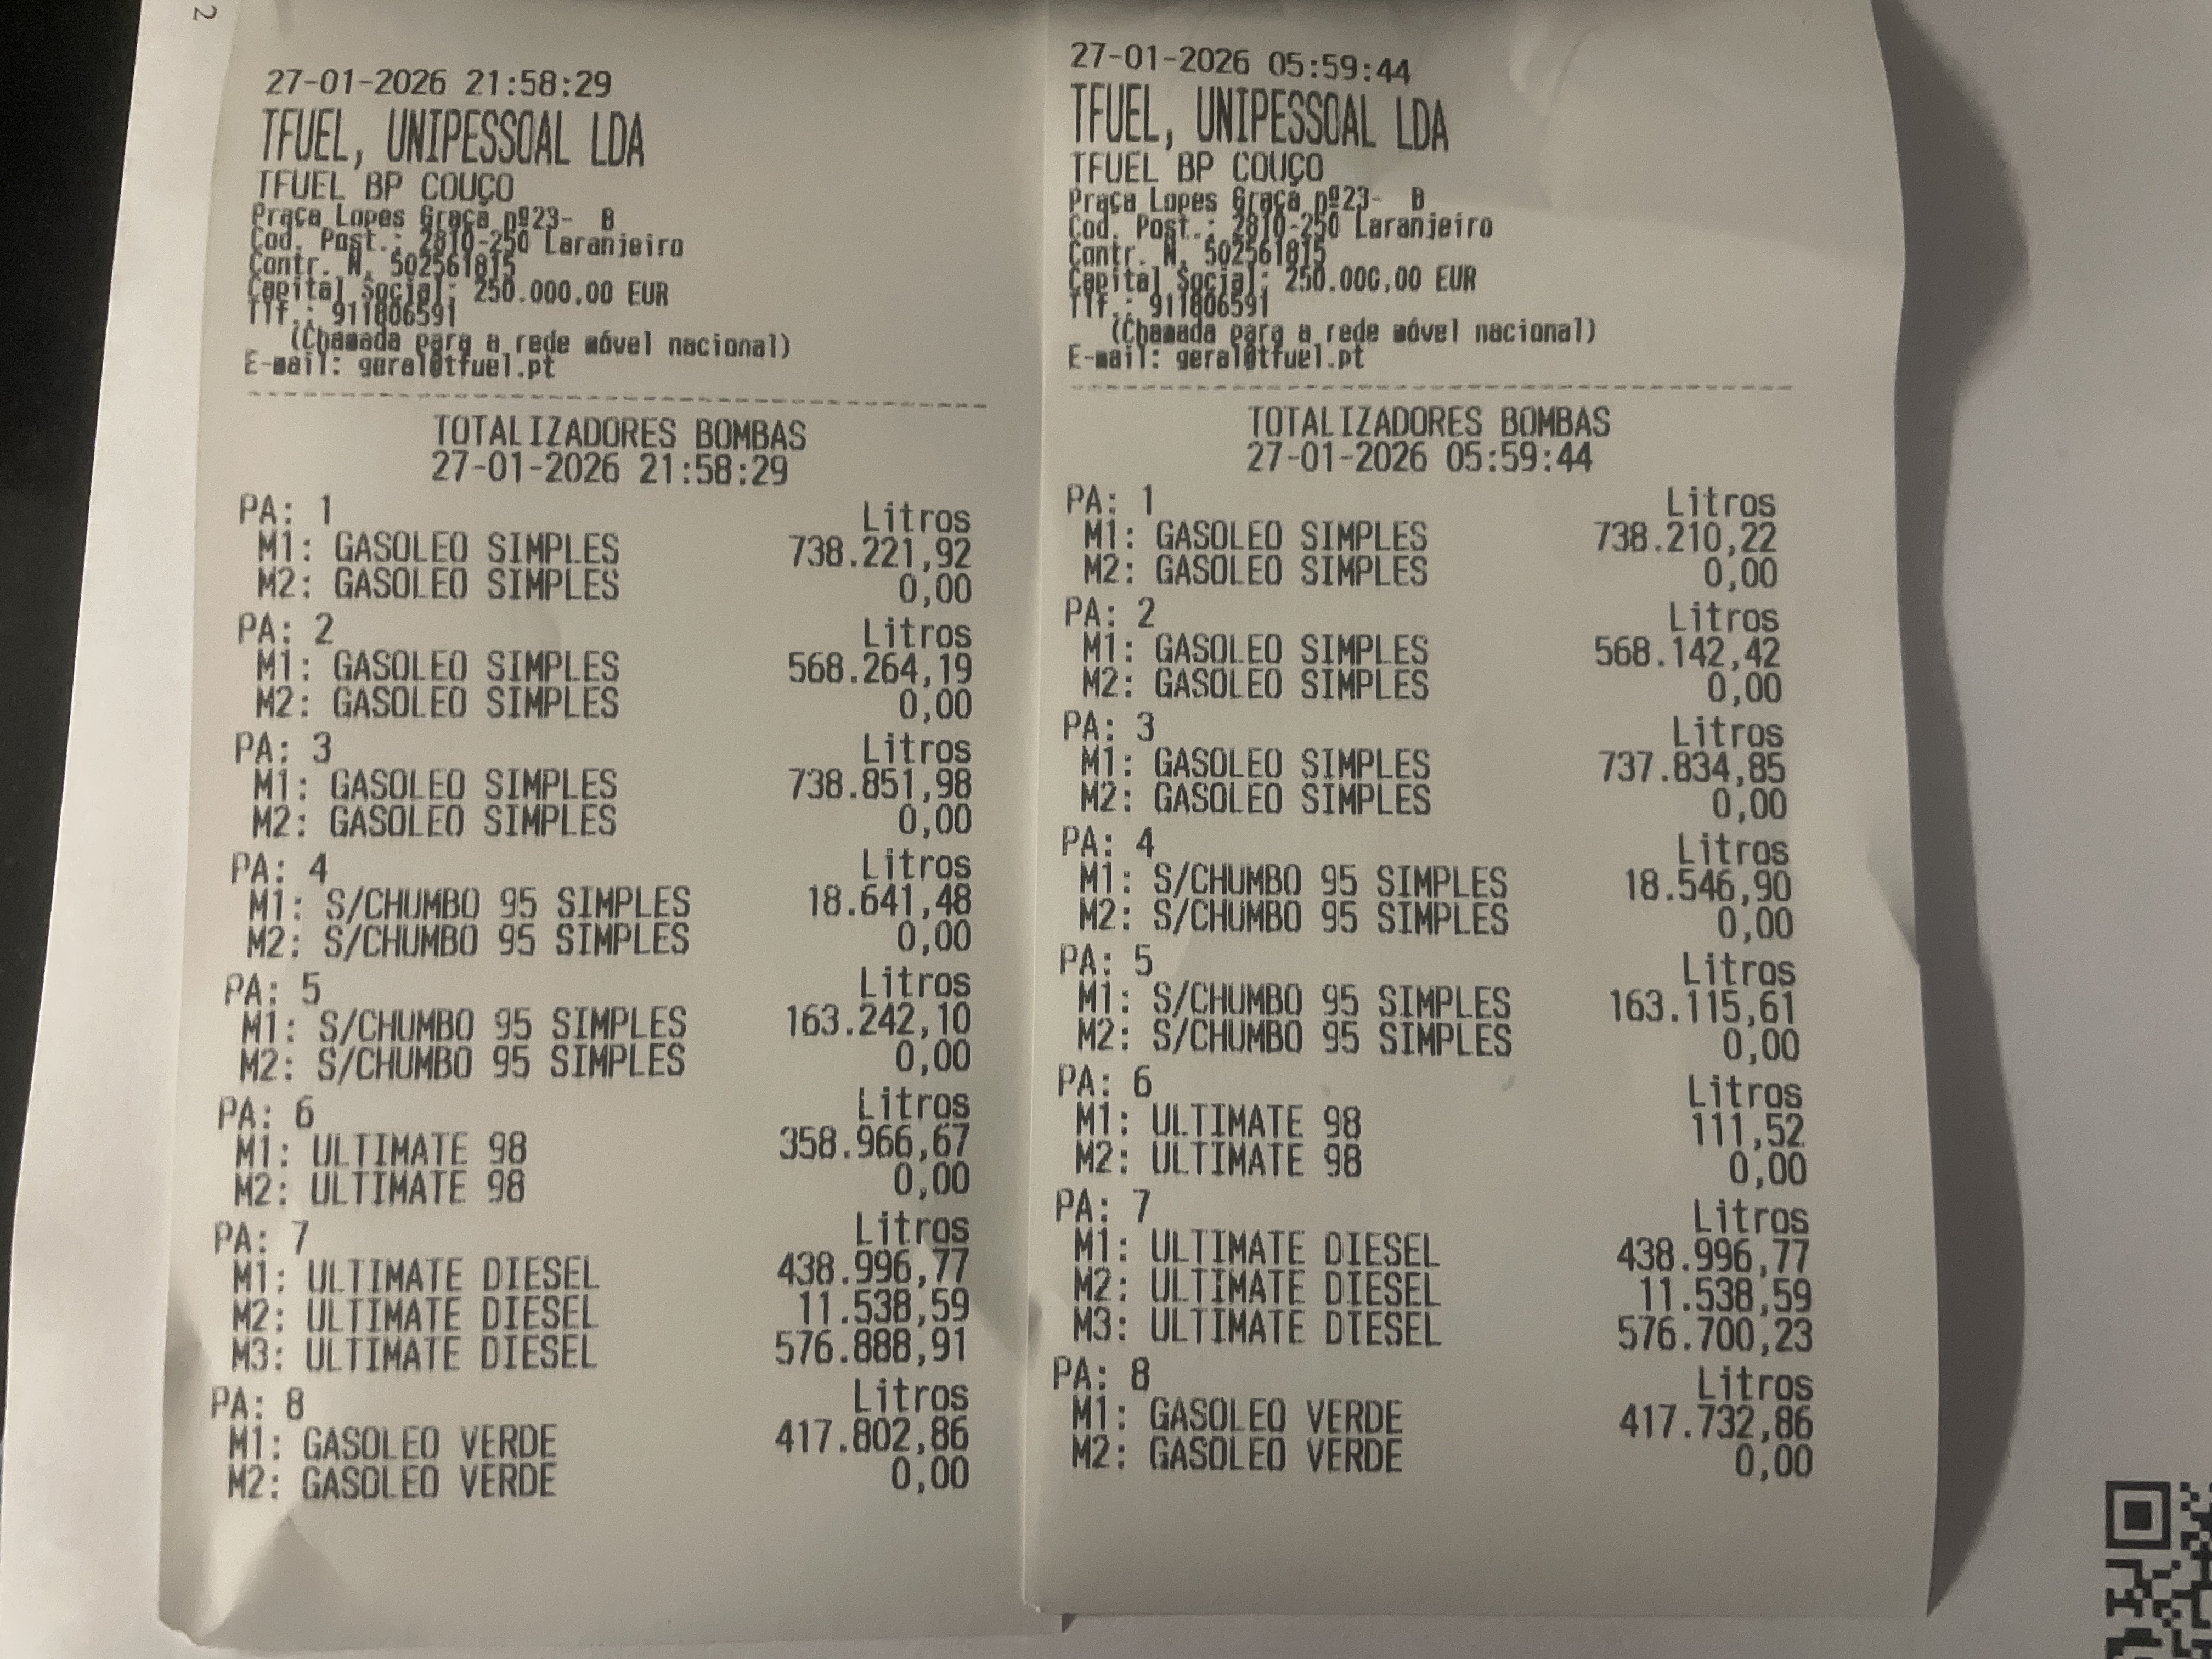 2
27-01-2026 21:58:29
TFUEL, UNIPESSOAL LDA
TFUEL BP COUÇO
Praça Lopes Graça nº23-  B
Cod. Post.: 2810-250 Laranjeiro
Contr. N. 502561815
Capital Social: 250.000,00 EUR
Tlf.: 911806591
(Chamada para a rede móvel nacional)
E-mail: geral@tfuel.pt
TOTALIZADORES BOMBAS
27-01-2026 21:58:29
PA: 1 Litros
M1: GASOLEO SIMPLES 738.221,92
M2: GASOLEO SIMPLES 0,00
PA: 2 Litros
M1: GASOLEO SIMPLES 568.264,19
M2: GASOLEO SIMPLES 0,00
PA: 3 Litros
M1: GASOLEO SIMPLES 738.851,98
M2: GASOLEO SIMPLES 0,00
PA: 4 Litros
M1: S/CHUMBO 95 SIMPLES 18.641,48
M2: S/CHUMBO 95 SIMPLES 0,00
PA: 5 Litros
M1: S/CHUMBO 95 SIMPLES 163.242,10
M2: S/CHUMBO 95 SIMPLES 0,00
PA: 6 Litros
M1: ULTIMATE 98 358.966,67
M2: ULTIMATE 98 0,00
PA: 7 Litros
M1: ULTIMATE DIESEL 438.996,77
M2: ULTIMATE DIESEL 11.538,59
M3: ULTIMATE DIESEL 576.888,91
PA: 8 Litros
M1: GASOLEO VERDE 417.802,86
M2: GASOLEO VERDE 0,00
27-01-2026 05:59:44
TFUEL, UNIPESSOAL LDA
TFUEL BP COUÇO
Praça Lopes Graça nº23-  B
Cod. Post.: 2810-250 Laranjeiro
Contr. N. 502561815
Capital Social: 250.000,00 EUR
Tlf.: 911806591
(Chamada para a rede móvel nacional)
E-mail: geral@tfuel.pt
TOTALIZADORES BOMBAS
27-01-2026 05:59:44
PA: 1 Litros
M1: GASOLEO SIMPLES 738.210,22
M2: GASOLEO SIMPLES 0,00
PA: 2 Litros
M1: GASOLEO SIMPLES 568.142,42
M2: GASOLEO SIMPLES 0,00
PA: 3 Litros
M1: GASOLEO SIMPLES 737.834,85
M2: GASOLEO SIMPLES 0,00
PA: 4 Litros
M1: S/CHUMBO 95 SIMPLES 18.546,90
M2: S/CHUMBO 95 SIMPLES 0,00
PA: 5 Litros
M1: S/CHUMBO 95 SIMPLES 163.115,61
M2: S/CHUMBO 95 SIMPLES 0,00
PA: 6 Litros
M1: ULTIMATE 98 111,52
M2: ULTIMATE 98 0,00
PA: 7 Litros
M1: ULTIMATE DIESEL 438.996,77
M2: ULTIMATE DIESEL 11.538,59
M3: ULTIMATE DIESEL 576.700,23
PA: 8 Litros
M1: GASOLEO VERDE 417.732,86
M2: GASOLEO VERDE 0,00